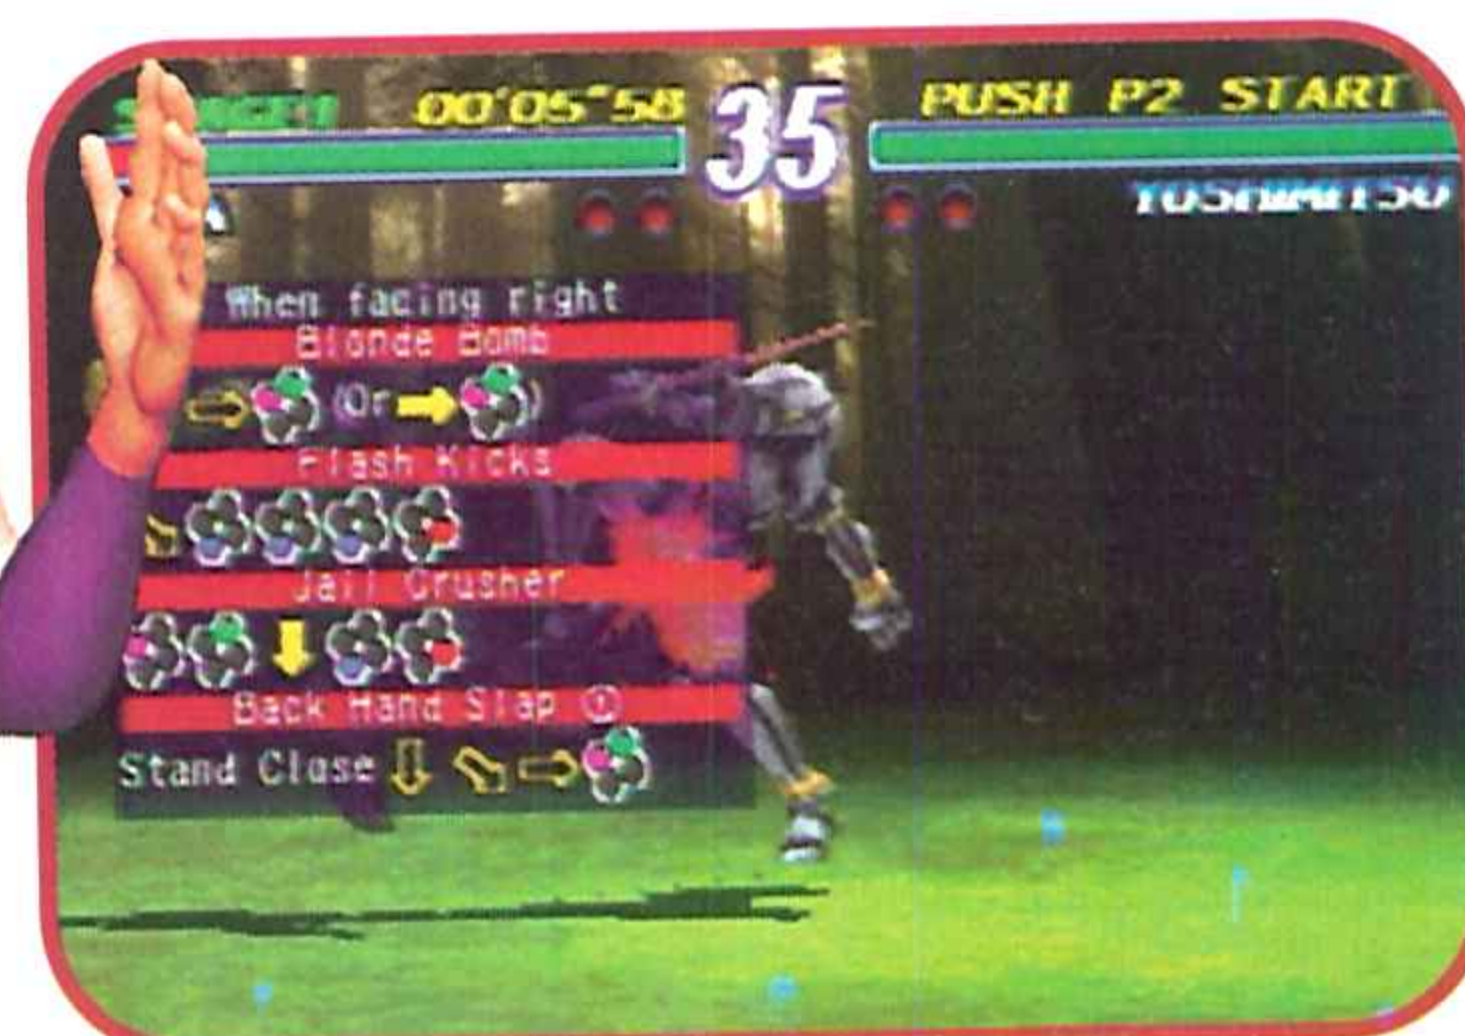 00'05"58 35 PUSH P2 START
YOSHIMITSU
When facing right
Blonde Bomb
(Or )
Flash Kicks
Jail Crusher
Back Hand Slap
Stand Close